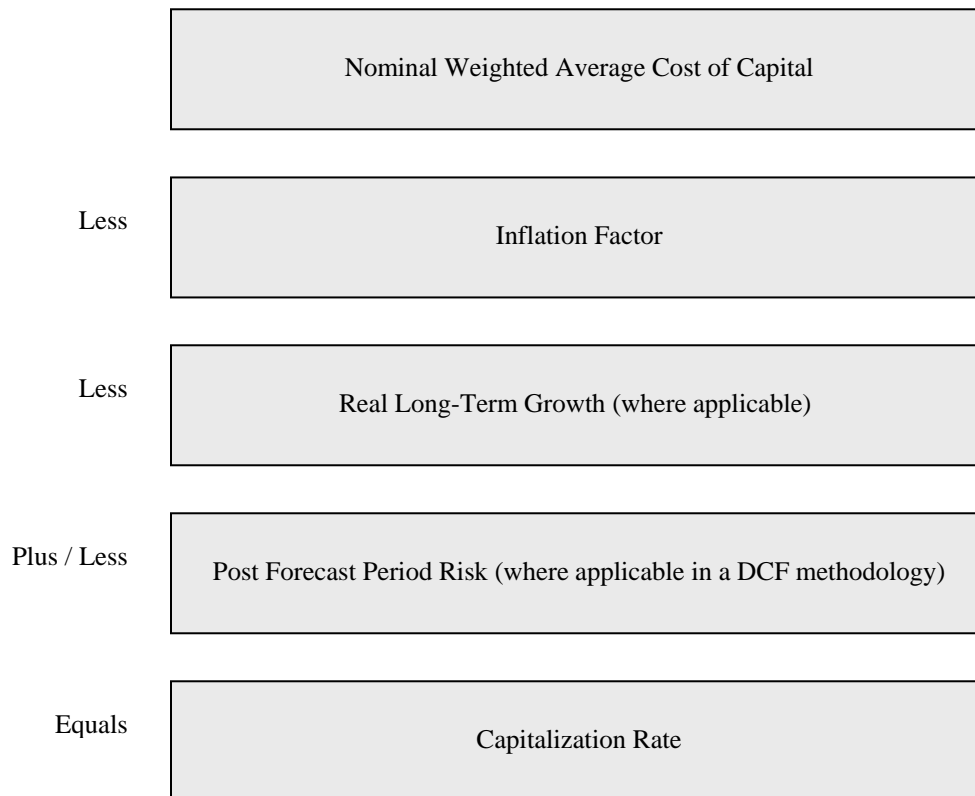 Nominal Weighted Average Cost of Capital
Less
Inflation Factor
Less
Real Long-Term Growth (where applicable)
Plus / Less
Post Forecast Period Risk (where applicable in a DCF methodology)
Equals
Capitalization Rate